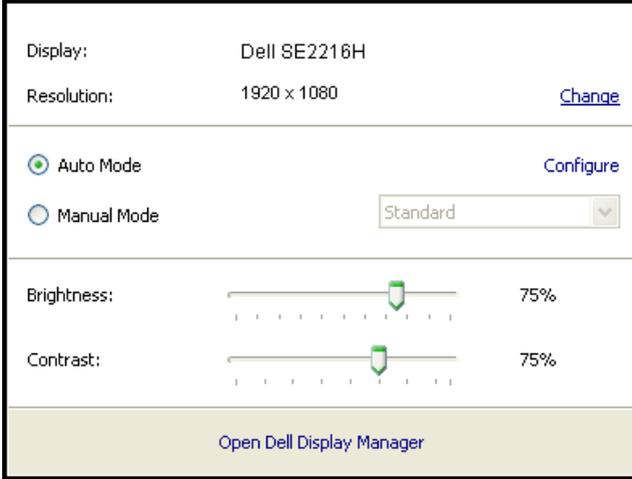 Display: Dell SE2216H
Resolution: 1920 x 1080 Change
Auto Mode Configure
Manual Mode Standard
Brightness: 75%
Contrast: 75%
Open Dell Display Manager